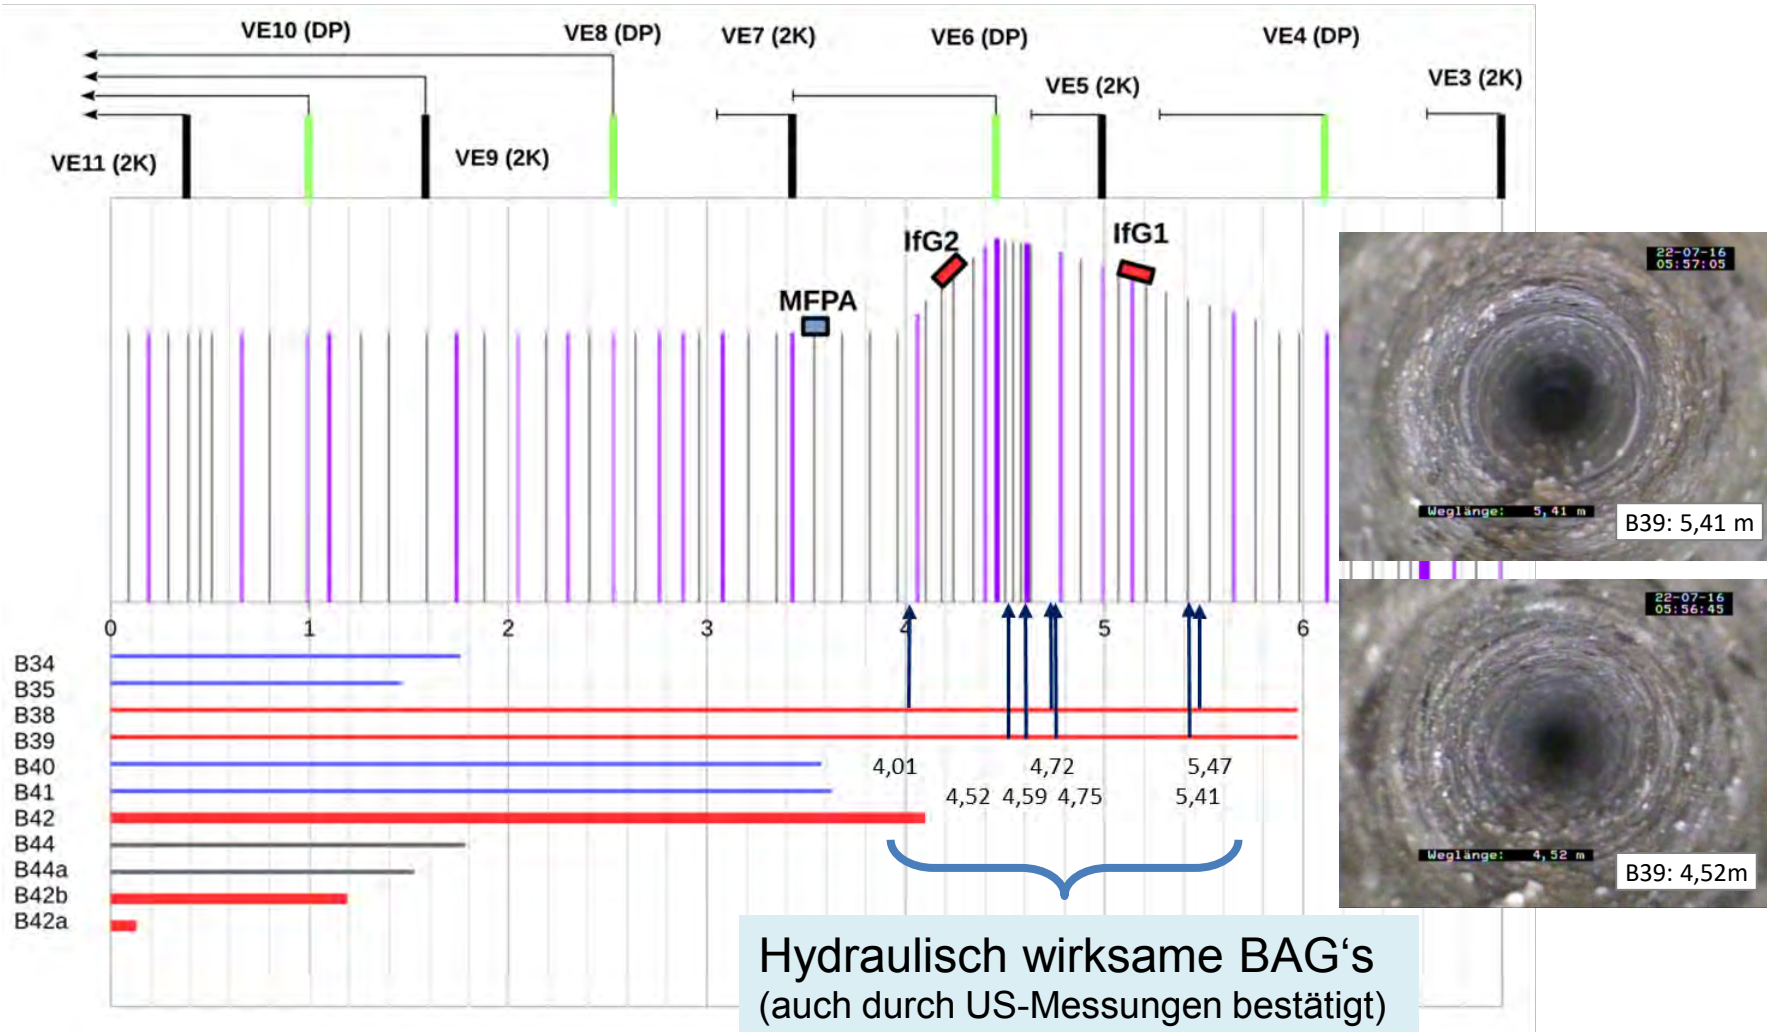 VE10 (DP)
VE8 (DP)
VE7 (2K)
VE6 (DP)
VE4 (DP)
VE5 (2K)
VE3 (2K)
VE11 (2K)
VE9 (2K)
IfG2
IfG1
MFPA
22-07-16
05:57:05
Weglänge: 5,41 m
B39: 5,41 m
22-07-16
05:56:45
Weglänge: 4,52 m
B39: 4,52m
0 1 2 3 4 5 6
B34
B35
B38
B39
B40
B41
B42
B44
B44a
B42b
B42a
4,01 4,72 5,47
4,52 4,59 4,75 5,41
Hydraulisch wirksame BAG‘s
(auch durch US-Messungen bestätigt)